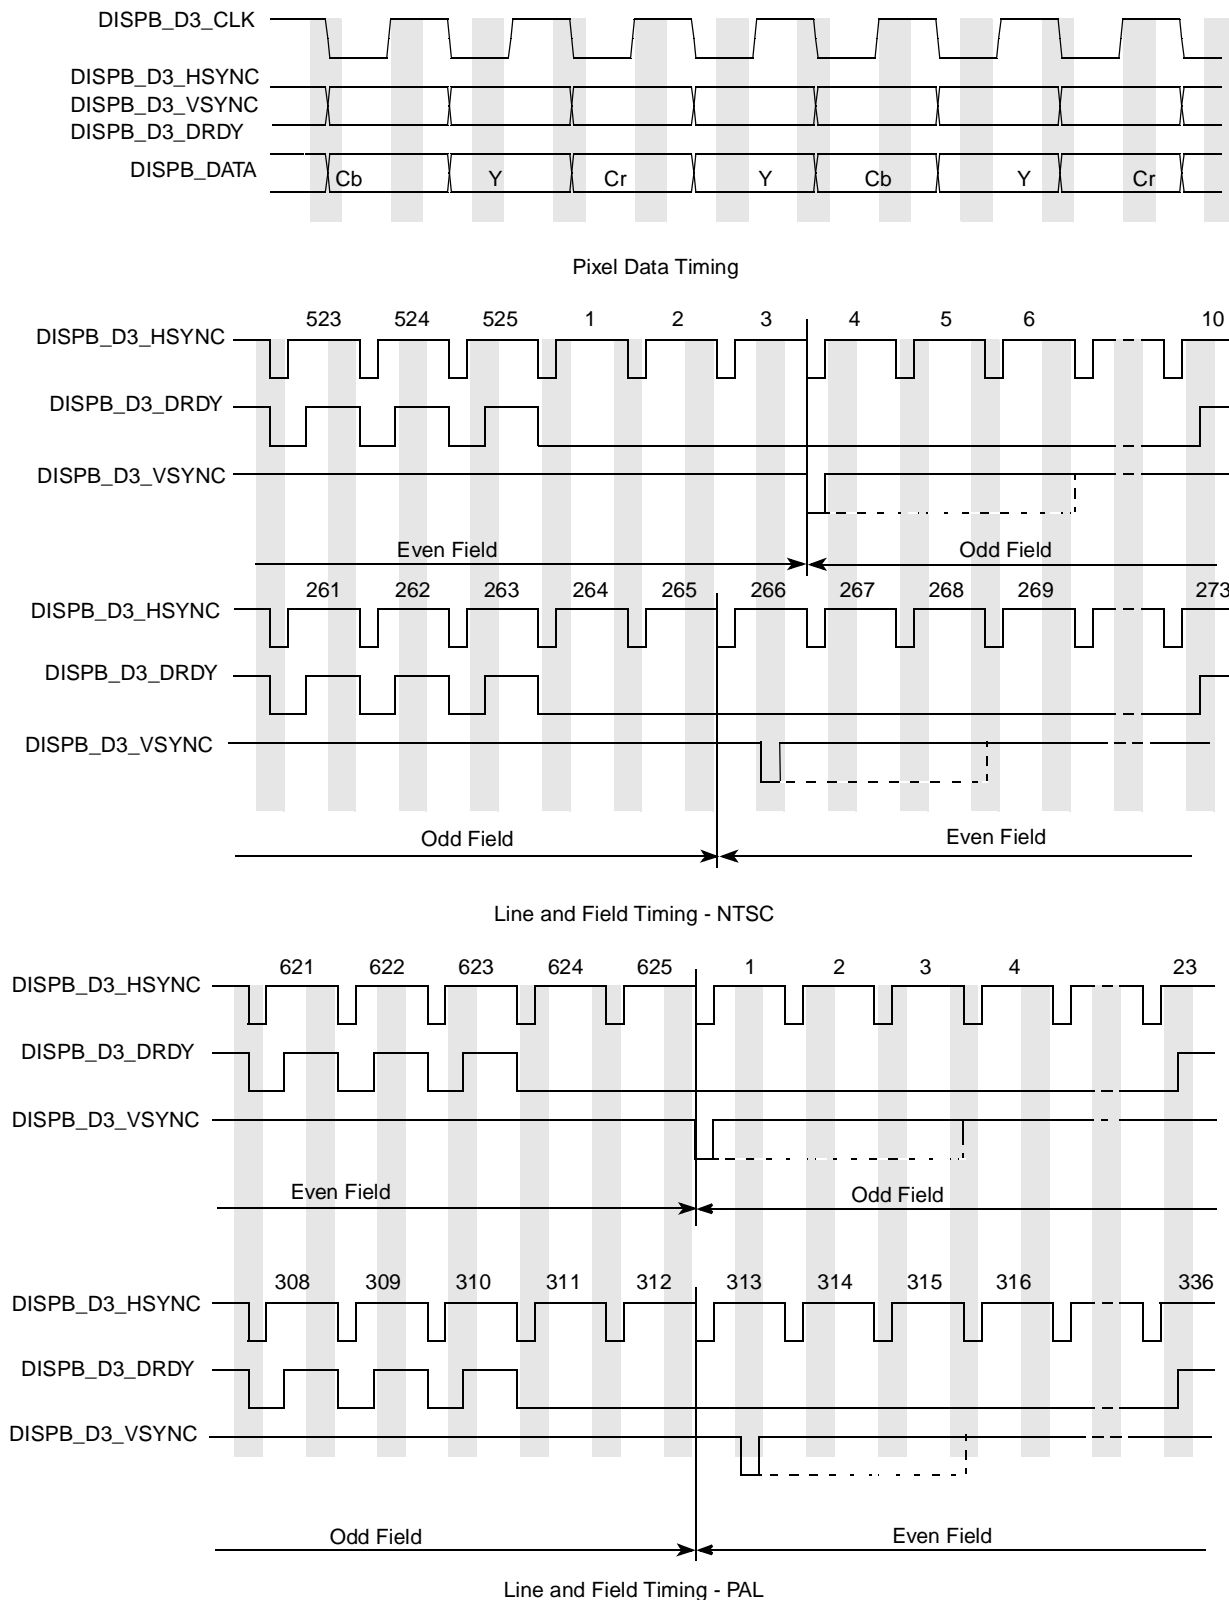 DISPB_D3_CLK
DISPB_D3_HSYNC
DISPB_D3_VSYNC
DISPB_D3_DRDY
DISPB_DATA
Cb Y Cr Y Cb Y Cr
Pixel Data Timing
523 524 525 1 2 3 4 5 6 10
DISPB_D3_HSYNC
DISPB_D3_DRDY
DISPB_D3_VSYNC
Even Field Odd Field
261 262 263 264 265 266 267 268 269 273
DISPB_D3_HSYNC
DISPB_D3_DRDY
DISPB_D3_VSYNC
Odd Field Even Field
Line and Field Timing - NTSC
621 622 623 624 625 1 2 3 4 23
DISPB_D3_HSYNC
DISPB_D3_DRDY
DISPB_D3_VSYNC
Even Field Odd Field
308 309 310 311 312 313 314 315 316 336
DISPB_D3_HSYNC
DISPB_D3_DRDY
DISPB_D3_VSYNC
Odd Field Even Field
Line and Field Timing - PAL